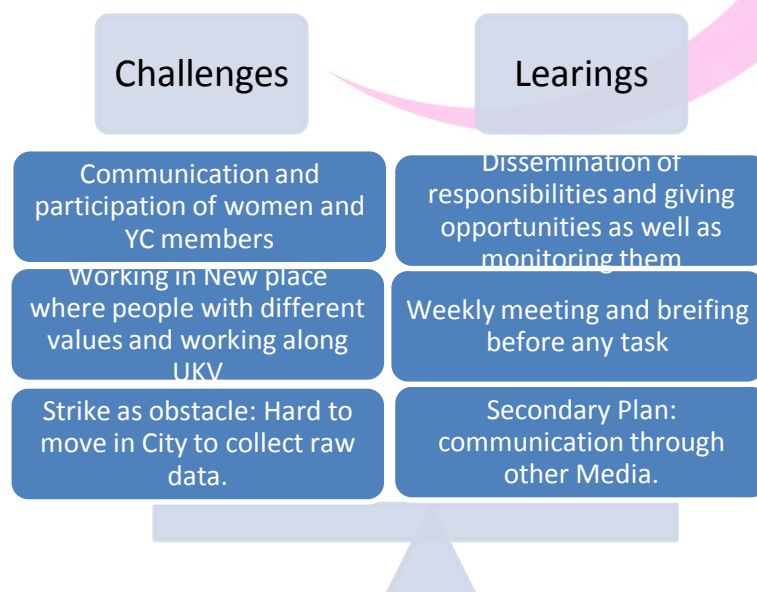 Challenges
Learings
Communication and
participation of women and
YC members
Dissemination of
responsibilities and giving
opportunities as well as
monitoring them
Working in New place
where people with different
values and working along
UKV
Weekly meeting and breifing
before any task
Strike as obstacle: Hard to
move in City to collect raw
data.
Secondary Plan:
communication through
other Media.